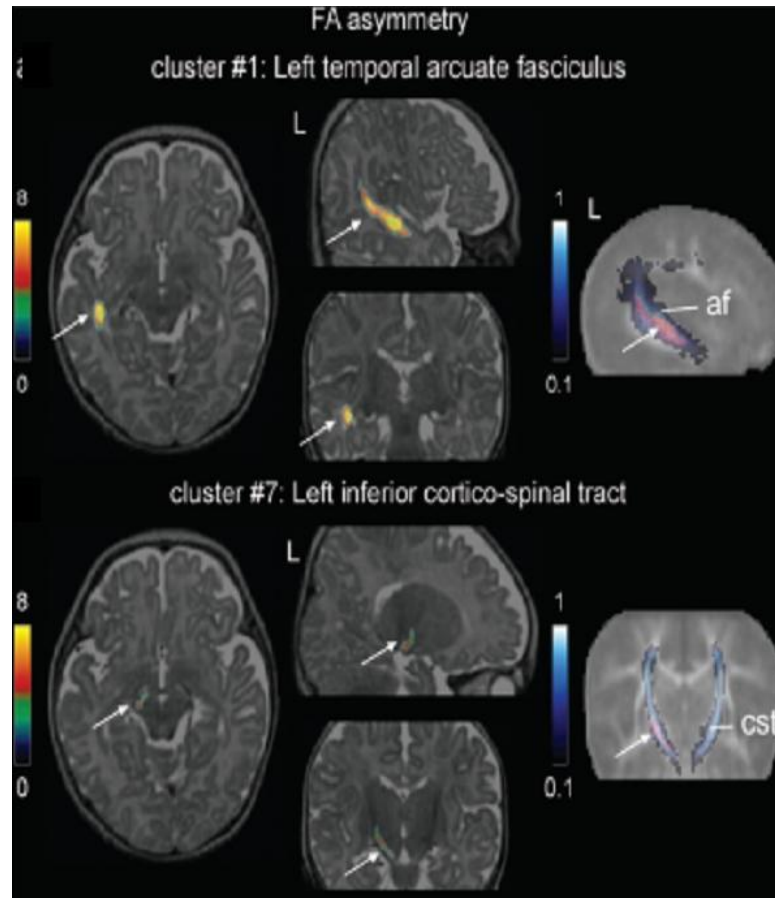 FA asymmetry
a
cluster #1: Left temporal arcuate fasciculus
L
8
0
1
0.1
L
af
cluster #7: Left inferior cortico-spinal tract
L
8
0
1
0.1
cst